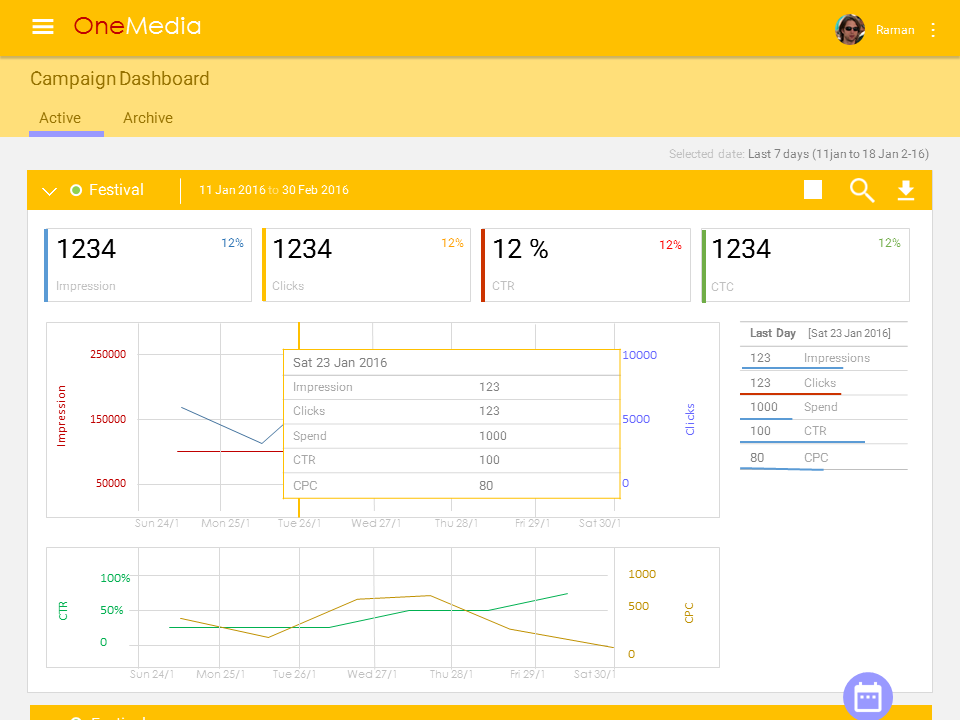 OneMedia
Raman
Campaign Dashboard
Active Archive
Selected date: Last 7 days (11jan to 18 Jan 2-16)
Festival 11 Jan 2016 to 30 Feb 2016
1234 12%
Impression
1234 12%
Clicks
12 % 12%
CTR
1234 12%
CTC
Impression
250000
150000
50000
Sat 23 Jan 2016
Impression 123
Clicks 123
Spend 1000
CTR 100
CPC 80
10000
5000
0
Clicks
Sun 24/1 Mon 25/1 Tue 26/1 Wed 27/1 Thu 28/1 Fri 29/1 Sat 30/1
Last Day [Sat 23 Jan 2016]
123 Impressions
123 Clicks
1000 Spend
100 CTR
80 CPC
CTR
100%
50%
0
1000
500
0
CPC
Sun 24/1 Mon 25/1 Tue 26/1 Wed 27/1 Thu 28/1 Fri 29/1 Sat 30/1